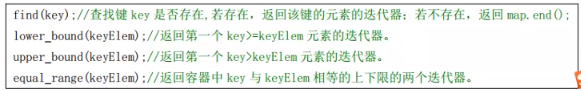 find(key);//查找键 key 是否存在,若存在，返回该键的元素的迭代器；若不存在，返回 map.end();
lower_bound(keyElem);//返回第一个 key>=keyElem 元素的迭代器。
upper_bound(keyElem);//返回第一个 key>keyElem 元素的迭代器。
equal_range(keyElem);//返回容器中 key 与 keyElem 相等的上下限的两个迭代器。